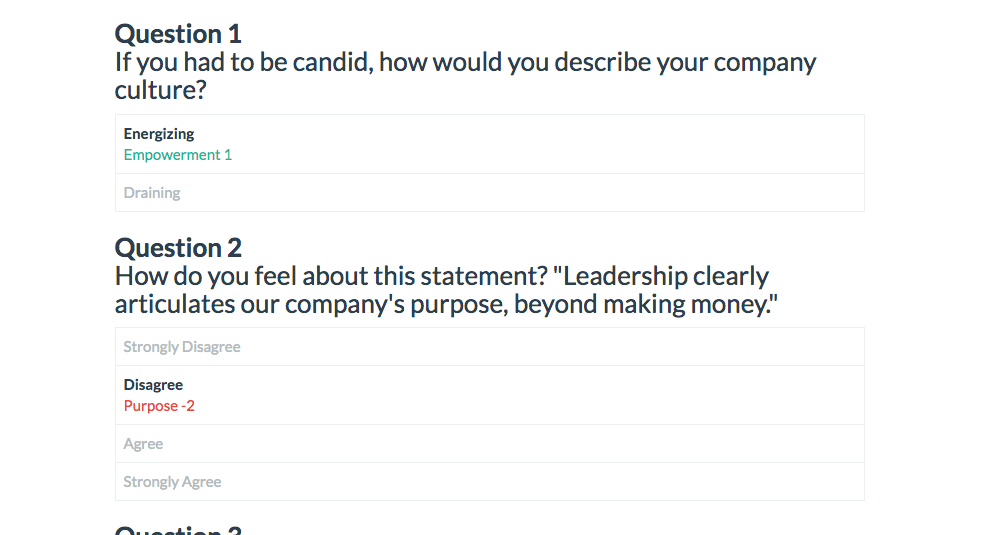 Question 1
If you had to be candid, how would you describe your company
culture?
Energizing
Empowerment 1
Draining
Question 2
How do you feel about this statement? "Leadership clearly
articulates our company's purpose, beyond making money."
Strongly Disagree
Disagree
Purpose -2
Agree
Strongly Agree
Question 3